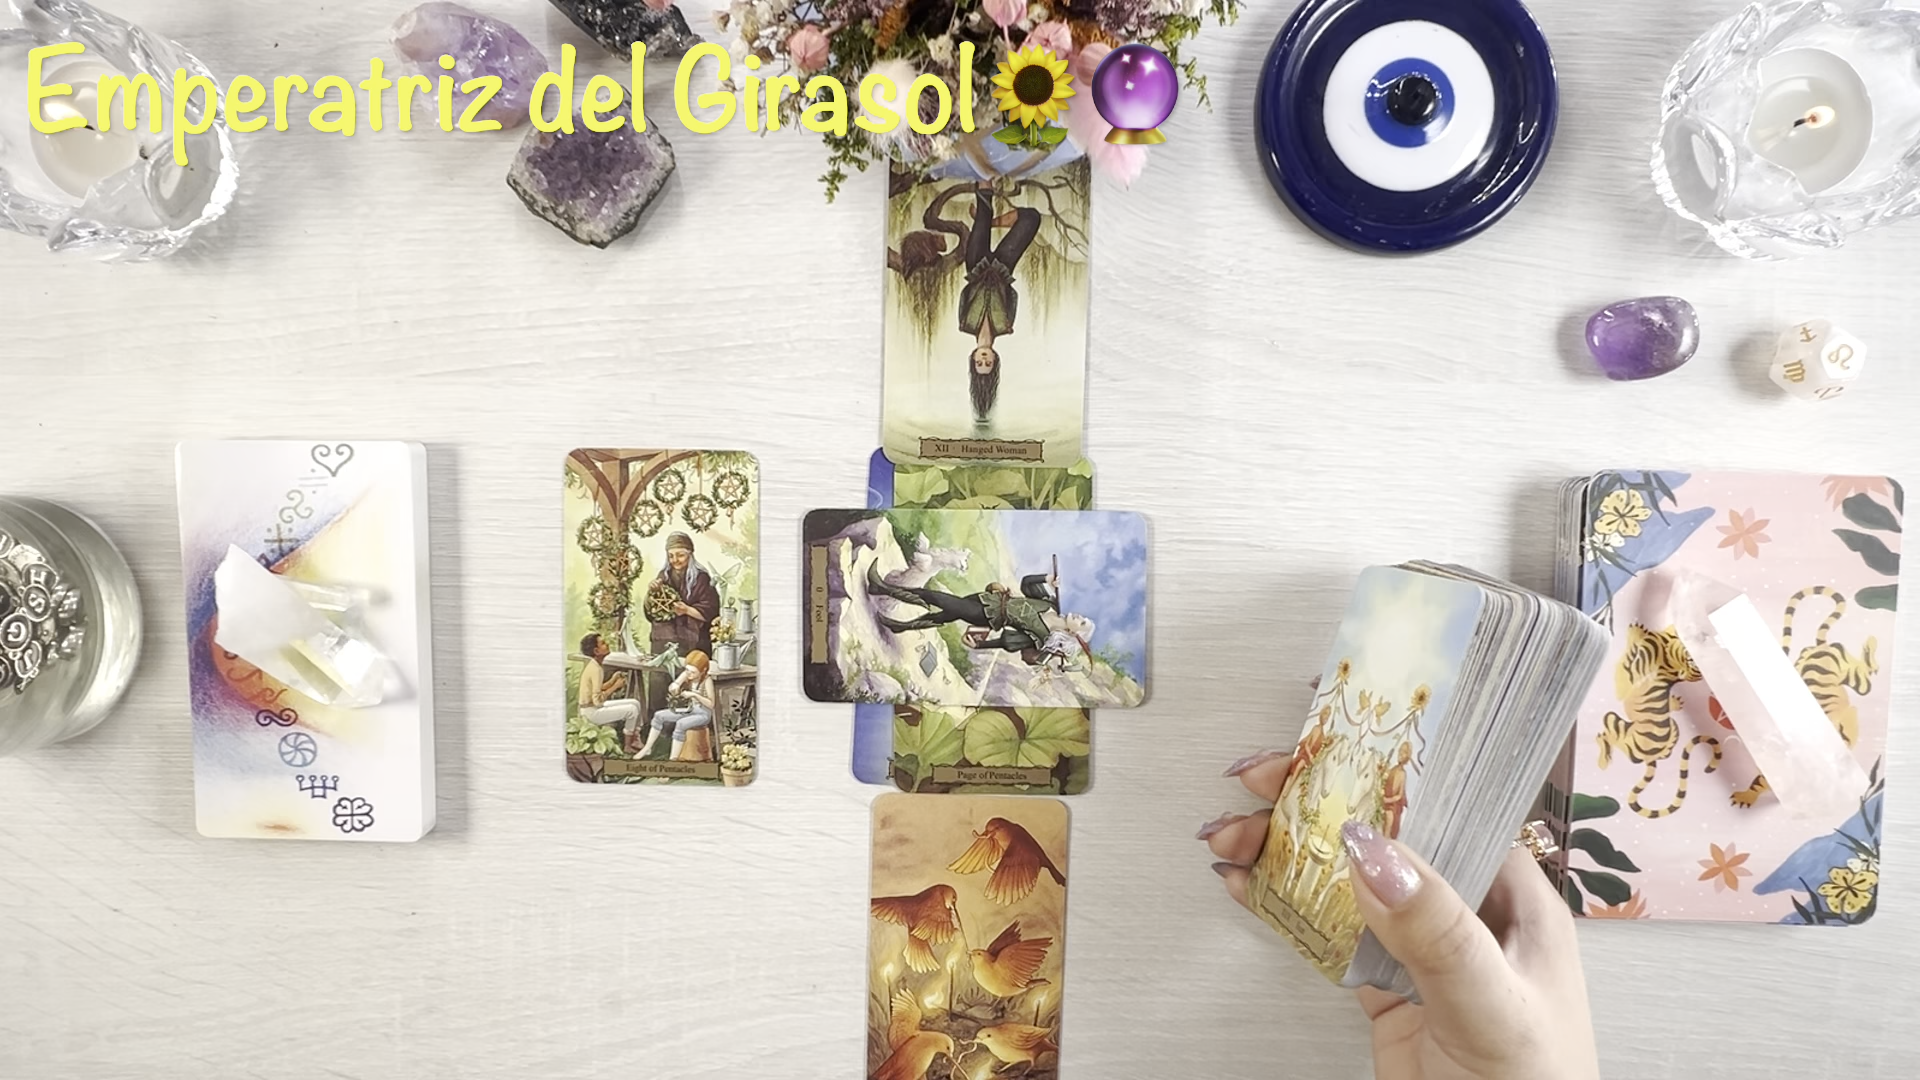 Emperatriz del Girasol🌻🔮
XII Hanged Woman
0 Fool
Eight of Pentacles
Page of Pentacles